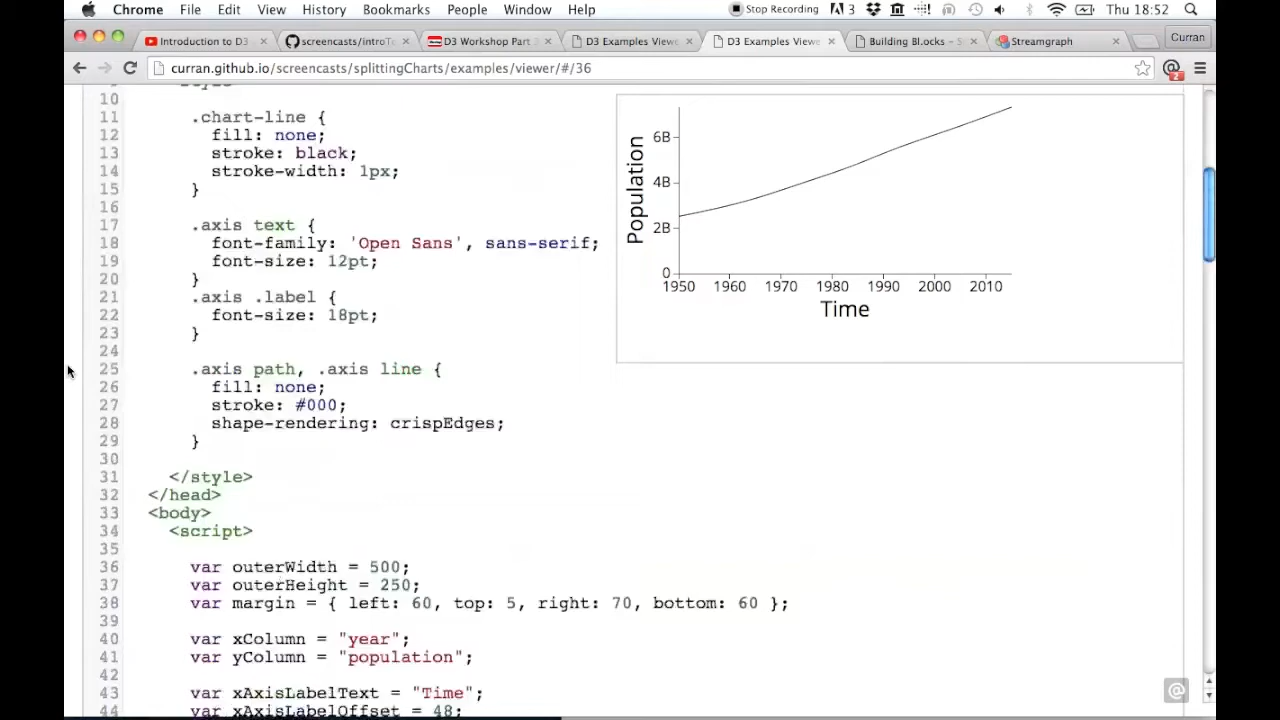 Chrome File Edit View History Bookmarks People Window Help Stop Recording 3 Thu 18:52
Introduction to D3 × screencasts/introTo × D3 Workshop Part × D3 Examples Viewer × D3 Examples Viewer × Building Bl.ocks – × Streamgraph × Curran
curran.github.io/screencasts/splittingCharts/examples/viewer/#/36 2
10
11 .chart-line {
12 fill: none;
13 stroke: black;
14 stroke-width: 1px;
15 }
16
17 .axis text {
18 font-family: 'Open Sans', sans-serif;
19 font-size: 12pt;
20 }
21 .axis .label {
22 font-size: 18pt;
23 }
24
25 .axis path, .axis line {
26 fill: none;
27 stroke: #000;
28 shape-rendering: crispEdges;
29 }
30
31 </style>
32 </head>
33 <body>
34 <script>
35
36 var outerWidth = 500;
37 var outerHeight = 250;
38 var margin = { left: 60, top: 5, right: 70, bottom: 60 };
39
40 var xColumn = "year";
41 var yColumn = "population";
42
43 var xAxisLabelText = "Time";
44 var xAxisLabelOffset = 48;
Population
6B
4B
2B
0
1950 1960 1970 1980 1990 2000 2010
Time
@